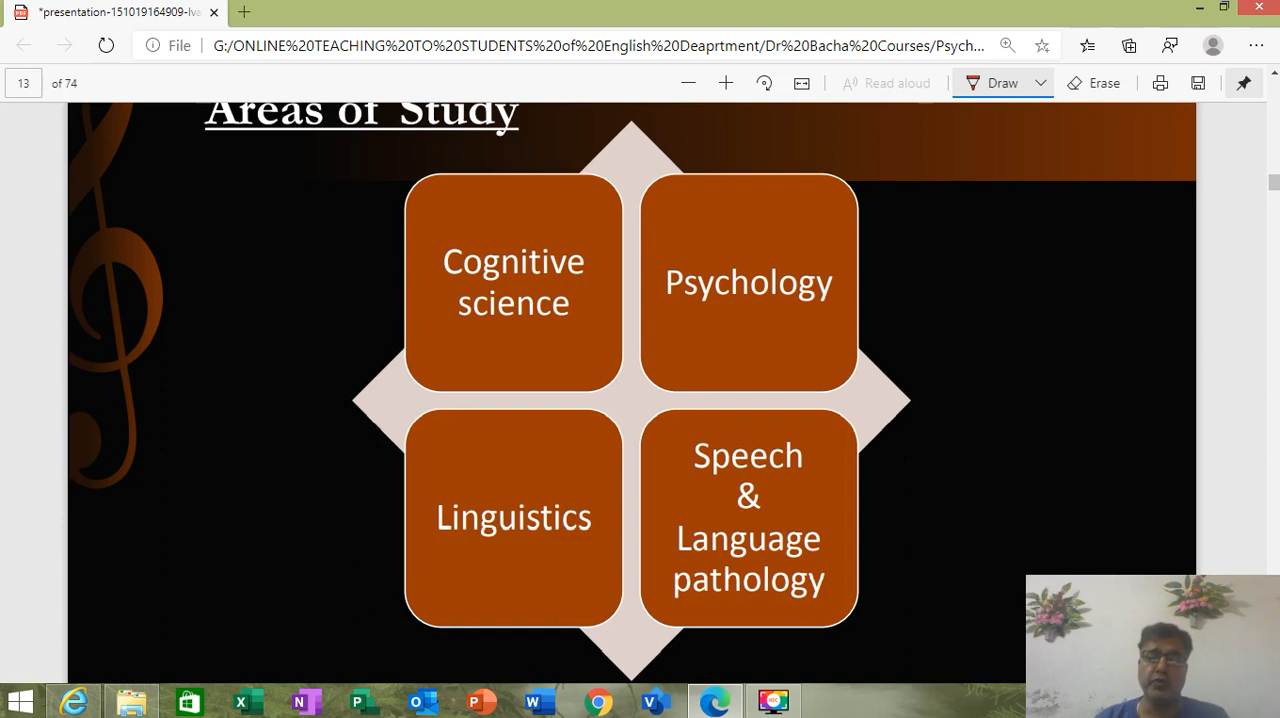 *presentation-151019164909-lva
File
G:/ONLINE%20TEACHING%20TO%20STUDENTS%20of%20English%20Deaprtment/Dr%20Bacha%20Courses/Psych...
13 of 74
Read aloud
Draw
Erase
Areas of Study
Cognitive
science
Psychology
Linguistics
Speech
&
Language
pathology